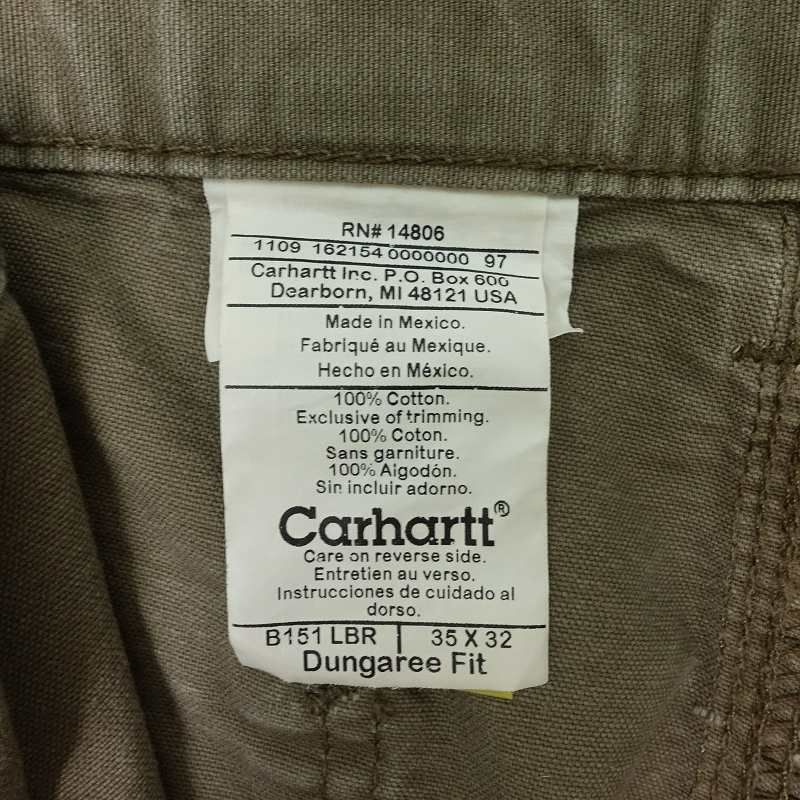 RN# 14806
1109 162154 0000000 97
Carhartt Inc. P.O. Box 600
Dearborn, MI 48121 USA
Made in Mexico.
Fabriqué au Mexique.
Hecho en México.
100% Cotton.
Exclusive of trimming.
100% Coton.
Sans garniture.
100% Algodón.
Sin incluir adorno.
Carhartt®
Care on reverse side.
Entretien au verso.
Instrucciones de cuidado al
dorso.
B151 LBR | 35 X 32
Dungaree Fit